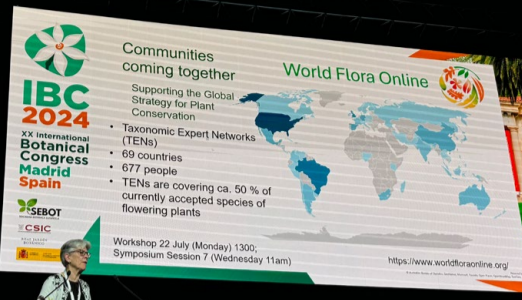 Communities
coming together
World Flora Online
IBC
2024
XX International
Botanical
Congress
Madrid
Spain
Supporting the Global
Strategy for Plant
Conservation
• Taxonomic Expert Networks
(TENs)
• 69 countries
• 677 people
• TENs are covering ca. 50 % of
currently accepted species of
flowering plants
SEBOT
CSIC
Workshop 22 July (Monday) 1300;
Symposium Session 7 (Wednesday 11am)
https://www.worldfloraonline.org/